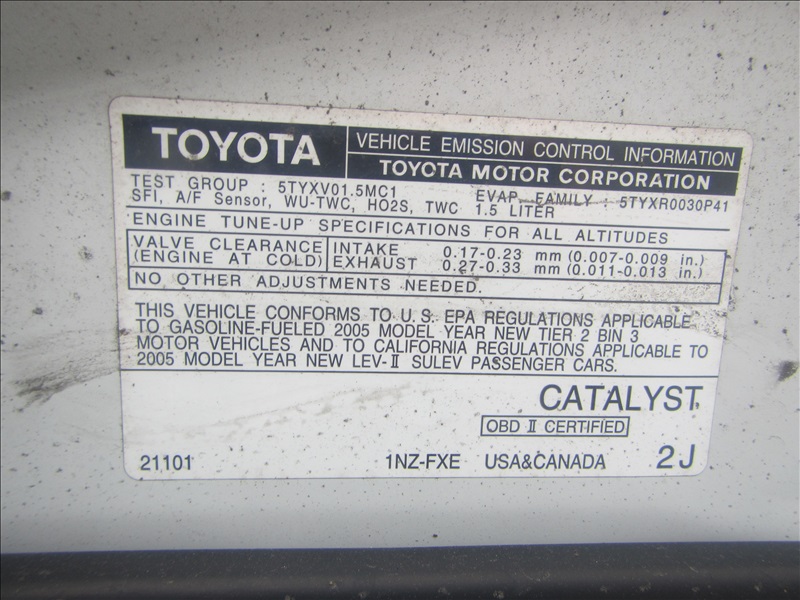 TOYOTA
VEHICLE EMISSION CONTROL INFORMATION
TOYOTA MOTOR CORPORATION
TEST GROUP : 5TYXV01.5MC1 EVAP. FAMILY : 5TYXR0030P41
SFI, A/F Sensor, WU-TWC, HO2S, TWC 1.5 LITER
ENGINE TUNE-UP SPECIFICATIONS FOR ALL ALTITUDES
VALVE CLEARANCE INTAKE 0.17-0.23 mm (0.007-0.009 in.)
(ENGINE AT COLD) EXHAUST 0.27-0.33 mm (0.011-0.013 in.)
NO OTHER ADJUSTMENTS NEEDED.
THIS VEHICLE CONFORMS TO U.S. EPA REGULATIONS APPLICABLE
TO GASOLINE-FUELED 2005 MODEL YEAR NEW TIER 2 BIN 3
MOTOR VEHICLES AND TO CALIFORNIA REGULATIONS APPLICABLE TO
2005 MODEL YEAR NEW LEV-II SULEV PASSENGER CARS.
CATALYST
OBD II CERTIFIED
21101 1NZ-FXE USA&CANADA 2J